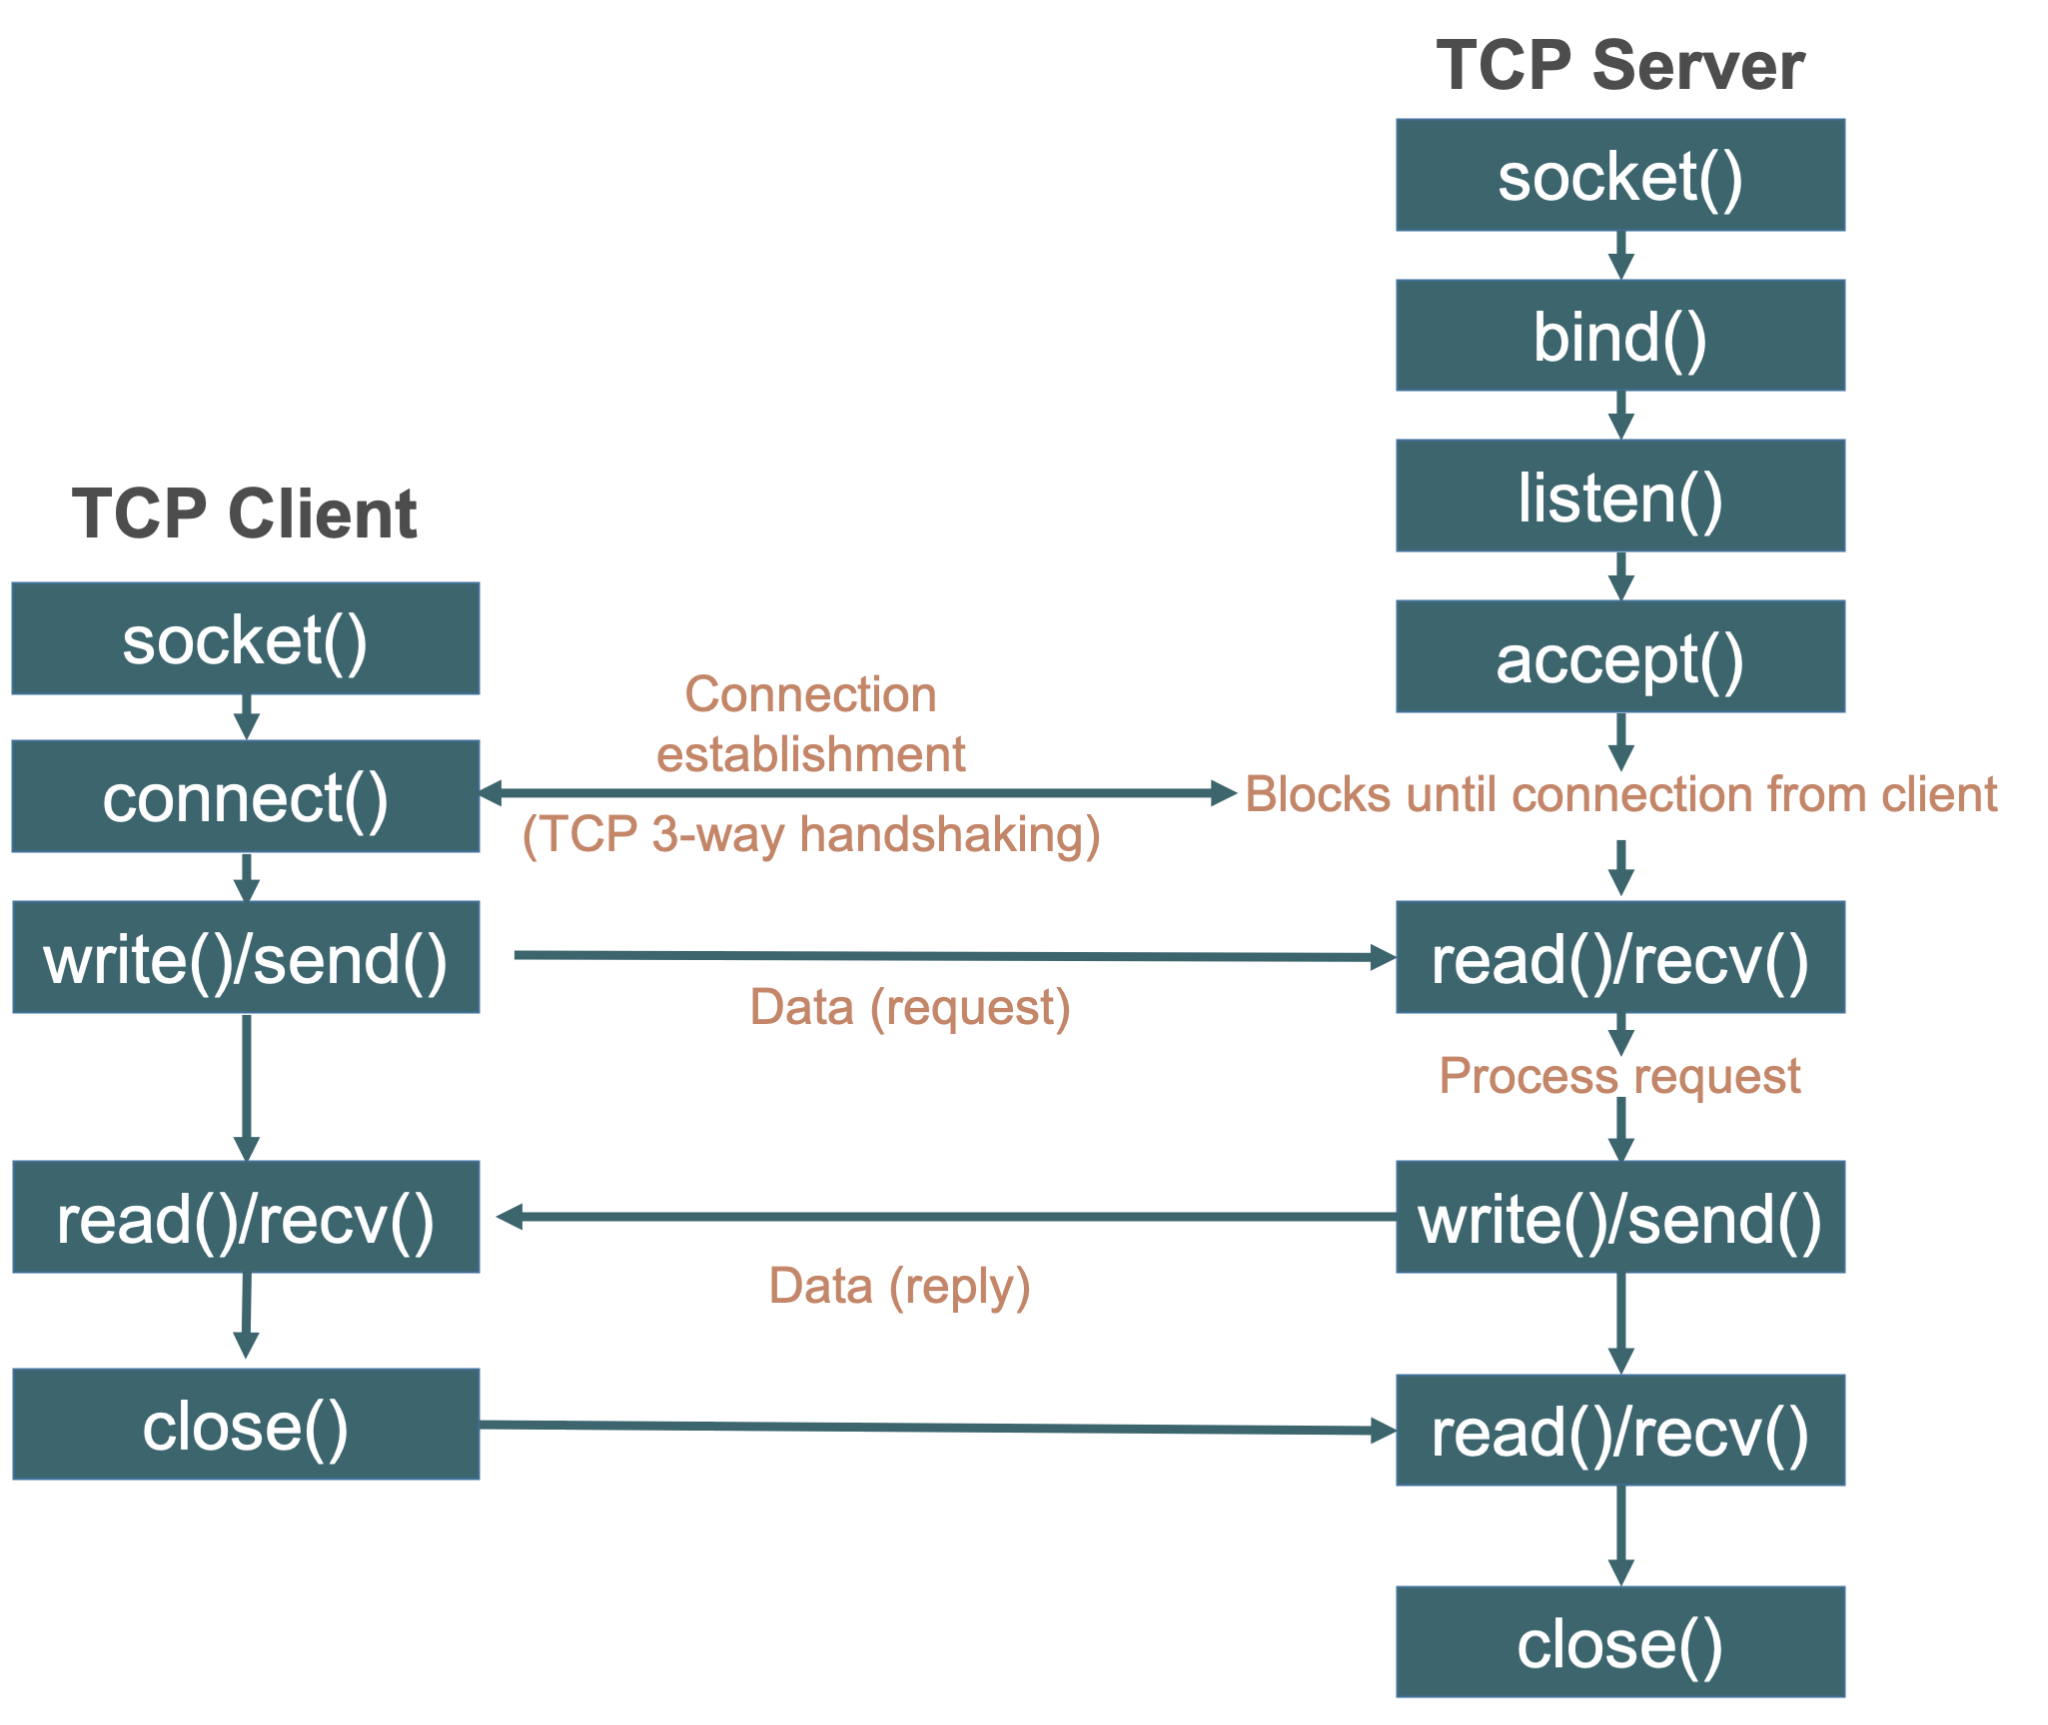 TCP Server
socket()
bind()
listen()
accept()
Blocks until connection from client
read()/recv()
Process request
write()/send()
read()/recv()
close()
TCP Client
socket()
connect()
write()/send()
read()/recv()
close()
Connection
establishment
(TCP 3-way handshaking)
Data (request)
Data (reply)